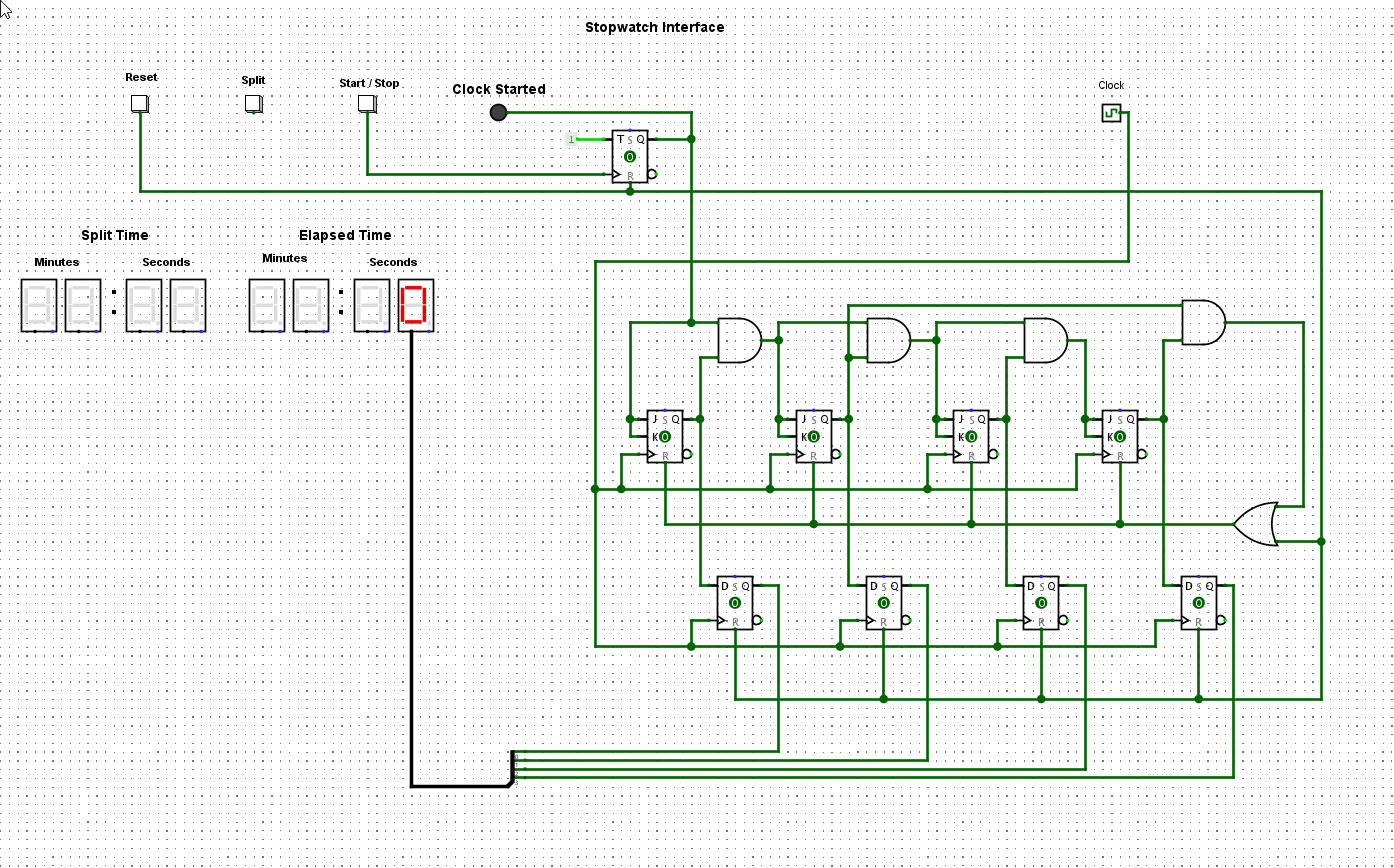 Stopwatch Interface
Reset
Split
Start / Stop
Clock Started
Clock
1
T S Q
0
R
Split Time
Elapsed Time
Minutes
Seconds
Minutes
Seconds
:
:
0
J S Q
K 0
R
J S Q
K 0
R
J S Q
K 0
R
J S Q
K 0
R
D S Q
0
R
D S Q
0
R
D S Q
0
R
D S Q
0
R